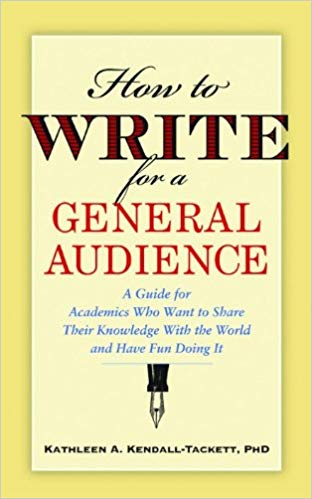 How to
WRITE
for a
GENERAL
AUDIENCE
A Guide for
Academics Who Want to Share
Their Knowledge With the World
and Have Fun Doing It
KATHLEEN A. KENDALL-TACKETT, PHD